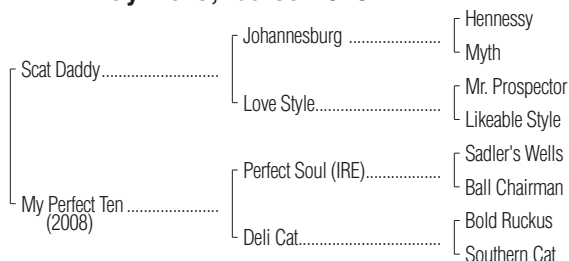 Hennessy
Johannesburg ....................
Myth
Scat Daddy.........................
Mr. Prospector
Love Style...........................
Likeable Style
Sadler's Wells
Perfect Soul (IRE)................
Ball Chairman
My Perfect Ten ...................
(2008)
Bold Ruckus
Deli Cat..............................
Southern Cat